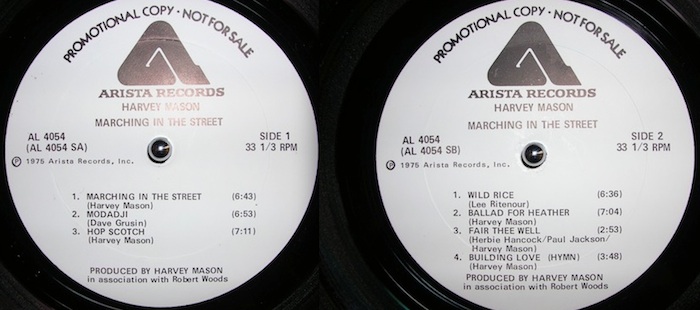 PROMOTIONAL COPY • NOT FOR SALE
ARISTA RECORDS
HARVEY MASON
MARCHING IN THE STREET
AL 4054
(AL 4054 SA)
SIDE 1
33 1/3 RPM
℗ 1975 Arista Records, Inc.
1. MARCHING IN THE STREET (6:43)
(Harvey Mason)
2. MODADJI (6:53)
(Dave Grusin)
3. HOP SCOTCH (7:11)
(Harvey Mason)
PRODUCED BY HARVEY MASON
in association with Robert Woods
PROMOTIONAL COPY • NOT FOR SALE
ARISTA RECORDS
HARVEY MASON
MARCHING IN THE STREET
AL 4054
(AL 4054 SB)
SIDE 2
33 1/3 RPM
℗ 1975 Arista Records, Inc.
1. WILD RICE (6:36)
(Lee Ritenour)
2. BALLAD FOR HEATHER (7:04)
(Harvey Mason)
3. FAIR THEE WELL (2:53)
(Herbie Hancock/Paul Jackson/
Harvey Mason)
4. BUILDING LOVE (HYMN) (3:48)
(Harvey Mason)
PRODUCED BY HARVEY MASON
in association with Robert Woods